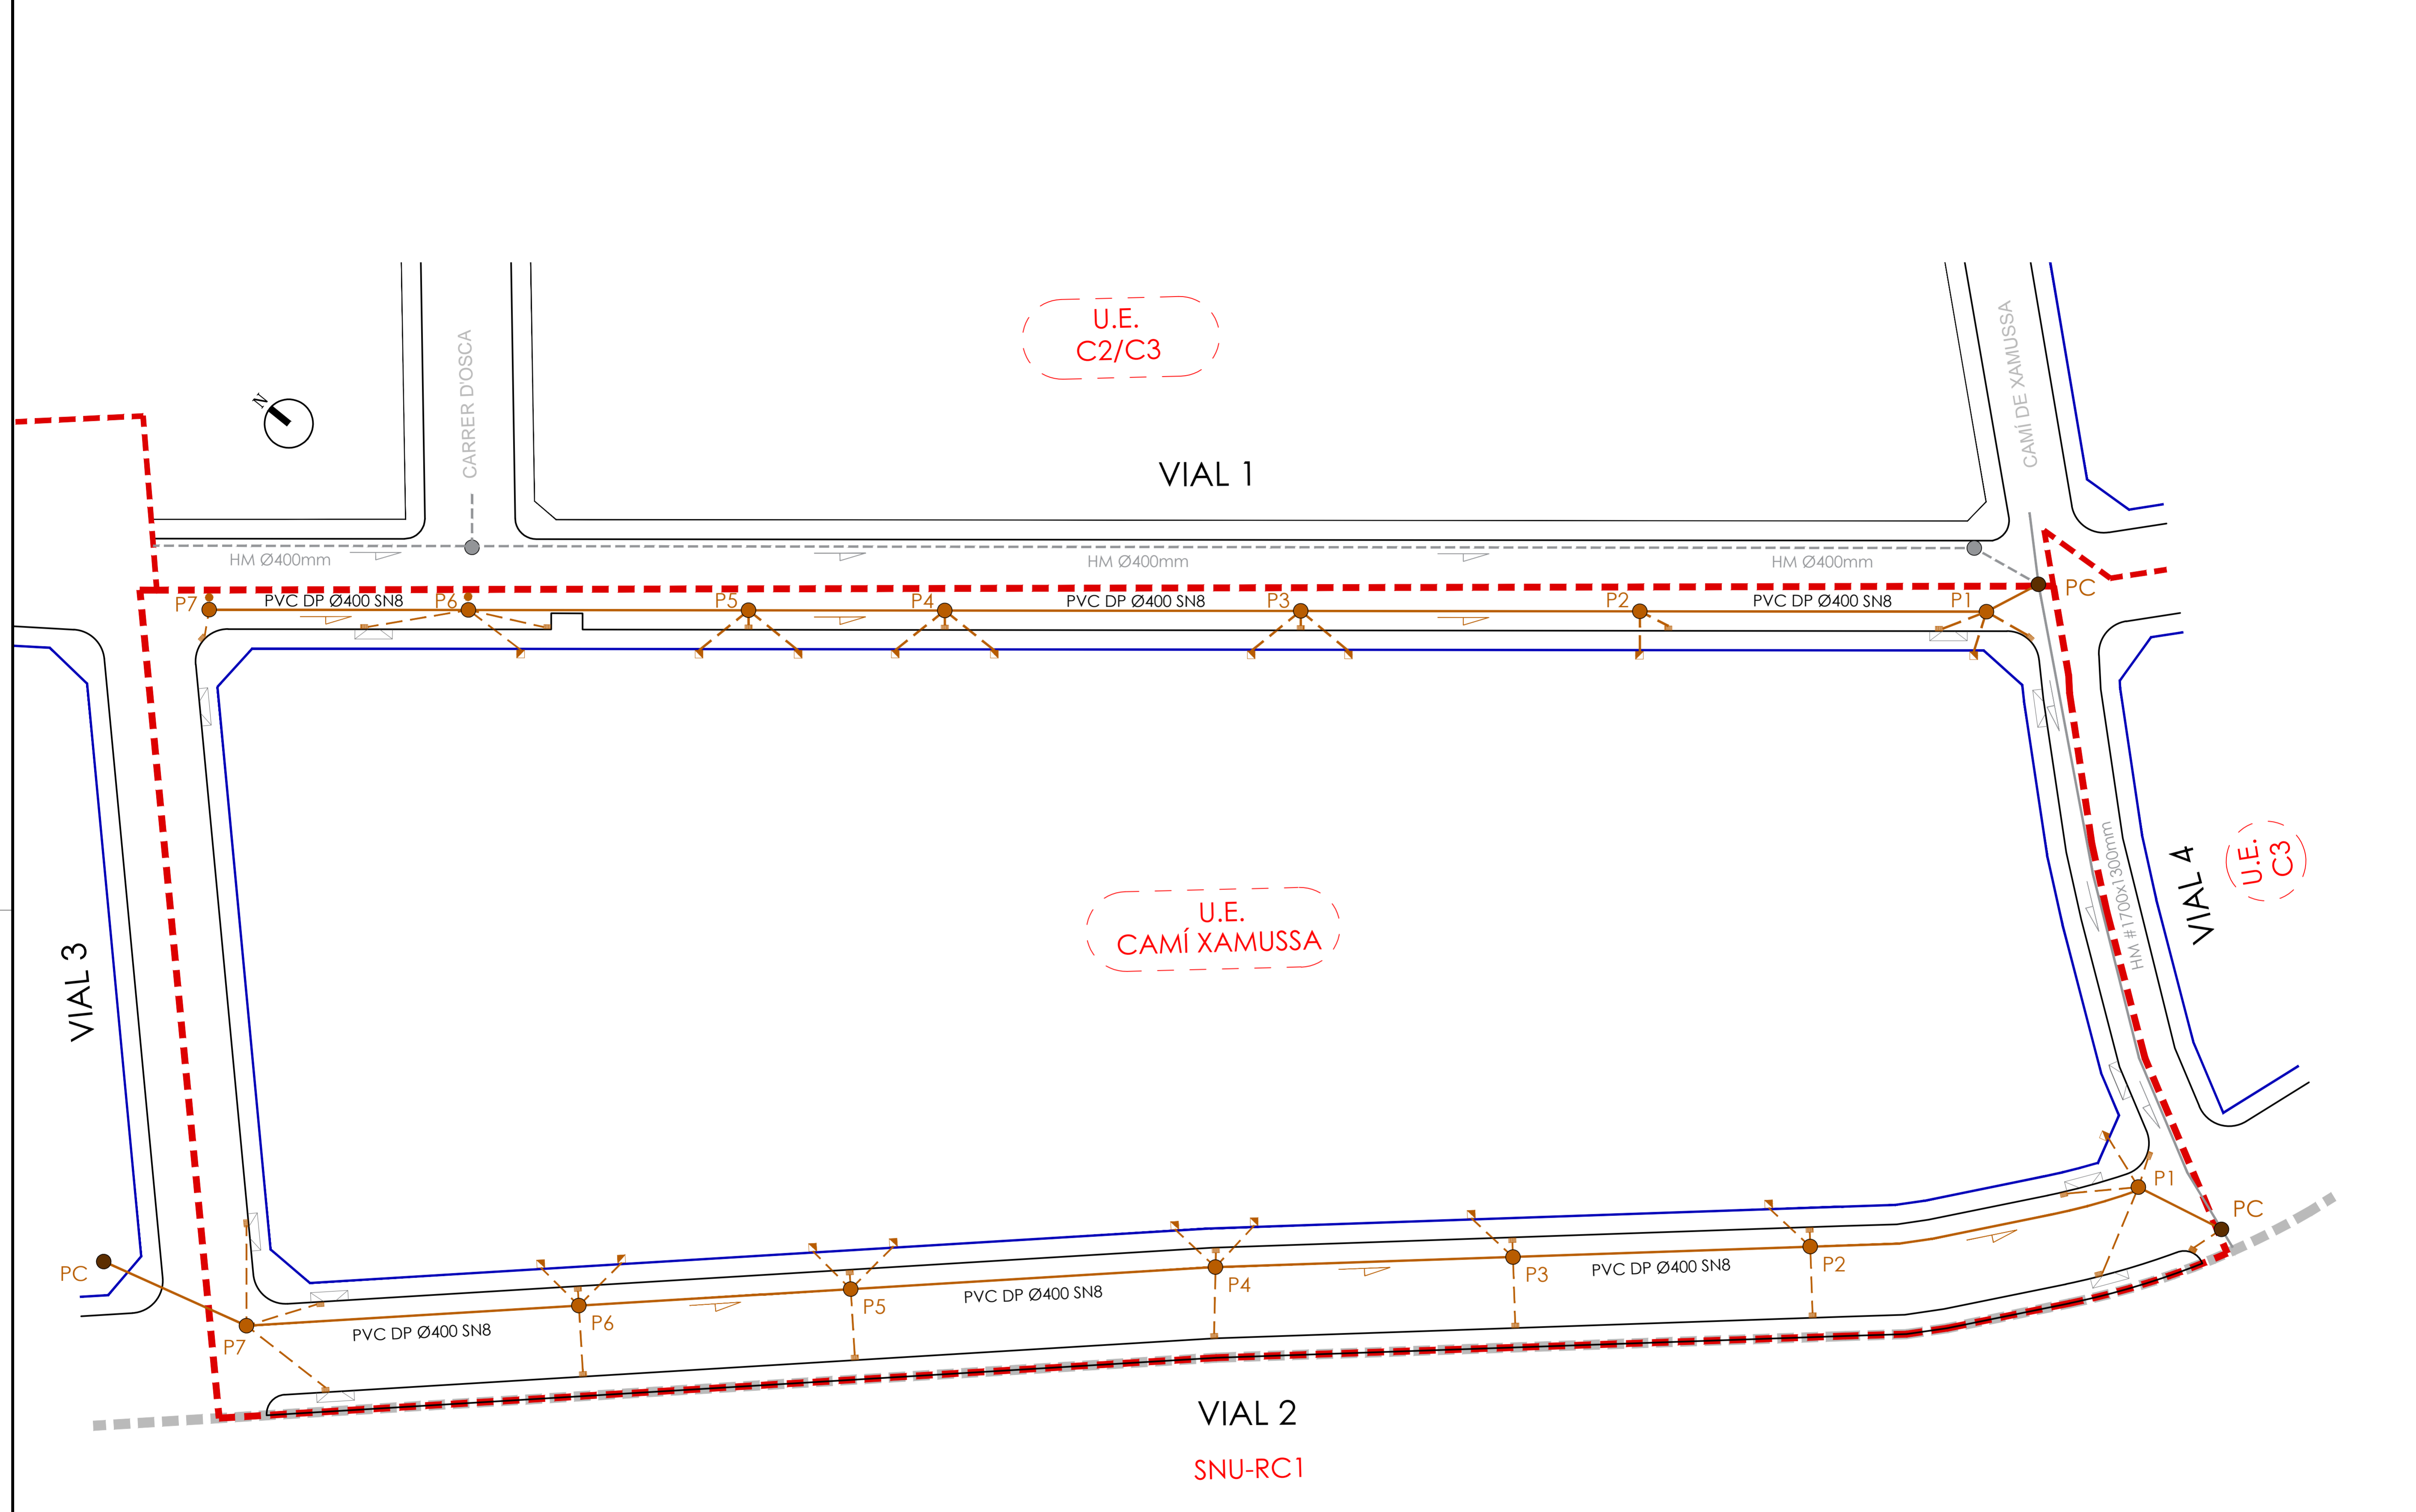 U.E.
C2/C3
CARRER D'OSCA
CAMÍ DE XAMUSSA
N
VIAL 1
HM Ø400mm
HM Ø400mm
HM Ø400mm
PC
P7
PVC DP Ø400 SN8
P6
P5
P4
PVC DP Ø400 SN8
P3
P2
PVC DP Ø400 SN8
P1
HM #1700x1300mm
VIAL 4
U.E.
C3
U.E.
CAMÍ XAMUSSA
VIAL 3
P1
PC
PC
P7
PVC DP Ø400 SN8
P6
P5
PVC DP Ø400 SN8
P4
P3
PVC DP Ø400 SN8
P2
VIAL 2
SNU-RC1